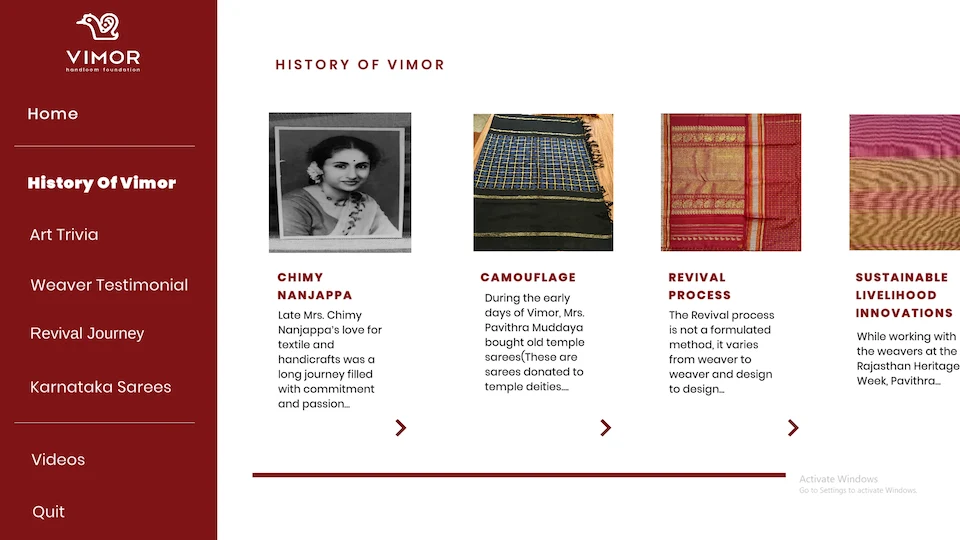 VIMOR
handloom foundation
Home
History Of Vimor
Art Trivia
Weaver Testimonial
Revival Journey
Karnataka Sarees
Videos
Quit
HISTORY OF VIMOR
CHIMY
NANJAPPA
Late Mrs. Chimy
Nanjappa's love for
textile and
handicrafts was a
long journey filled
with commitment
and passion...
CAMOUFLAGE
During the early
days of Vimor, Mrs.
Pavithra Muddaya
bought old temple
sarees(These are
sarees donated to
temple deities....
REVIVAL
PROCESS
The Revival process
is not a formulated
method, it varies
from weaver to
weaver and design
to design...
SUSTAINABLE
LIVELIHOOD
INNOVATIONS
While working with
the weavers at the
Rajasthan Heritage
Week, Pavithra...
Activate Windows
Go to Settings to activate Windows.